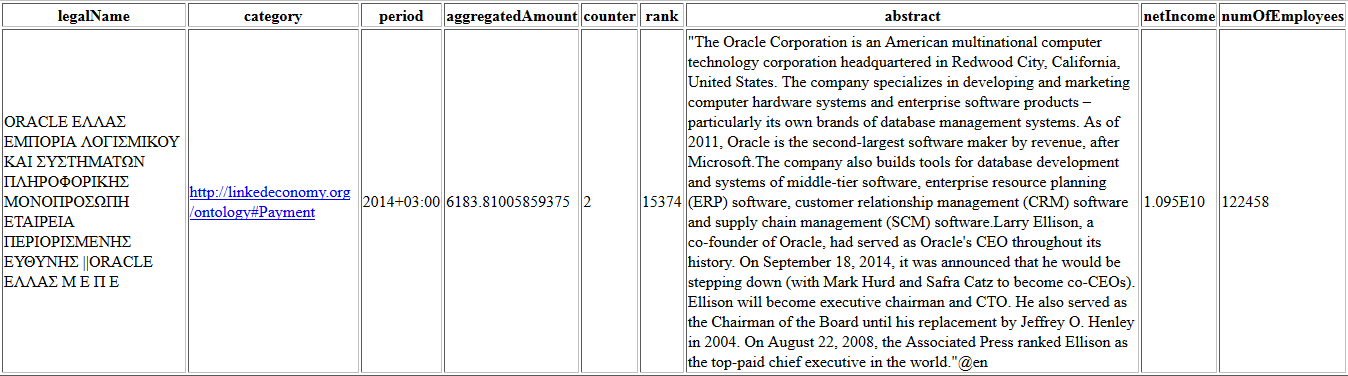 legalName category period aggregatedAmount counter rank abstract netIncome numOfEmployees
ORACLE ΕΛΛΑΣ
ΕΜΠΟΡΙΑ ΛΟΓΙΣΜΙΚΟΥ
ΚΑΙ ΣΥΣΤΗΜΑΤΩΝ
ΠΛΗΡΟΦΟΡΙΚΗΣ
ΜΟΝΟΠΡΟΣΩΠΗ
ΕΤΑΙΡΕΙΑ
ΠΕΡΙΟΡΙΣΜΕΝΗΣ
ΕΥΘΥΝΗΣ ||ORACLE
ΕΛΛΑΣ Μ Ε Π Ε
http://linkedeconomy.org
/ontology#Payment
2014+03:00
6183.81005859375
2
15374
"The Oracle Corporation is an American multinational computer
technology corporation headquartered in Redwood City, California,
United States. The company specializes in developing and marketing
computer hardware systems and enterprise software products –
particularly its own brands of database management systems. As of
2011, Oracle is the second-largest software maker by revenue, after
Microsoft.The company also builds tools for database development
and systems of middle-tier software, enterprise resource planning
(ERP) software, customer relationship management (CRM) software
and supply chain management (SCM) software.Larry Ellison, a
co-founder of Oracle, had served as Oracle's CEO throughout its
history. On September 18, 2014, it was announced that he would be
stepping down (with Mark Hurd and Safra Catz to become co-CEOs).
Ellison will become executive chairman and CTO. He also served as
the Chairman of the Board until his replacement by Jeffrey O. Henley
in 2004. On August 22, 2008, the Associated Press ranked Ellison as
the top-paid chief executive in the world."@en
1.095E10
122458